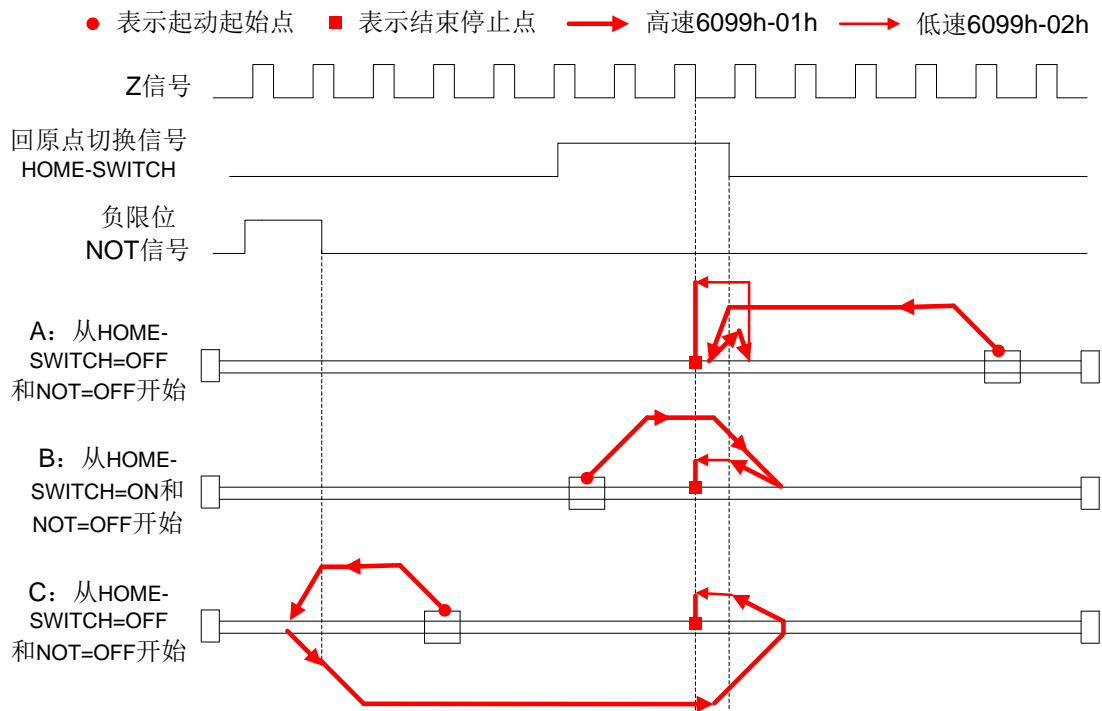 表示起动起始点 表示结束停止点 高速6099h-01h 低速6099h-02h
Z信号
回原点切换信号
HOME-SWITCH
负限位
NOT信号
A：从HOME-
SWITCH=OFF
和NOT=OFF开始
B：从HOME-
SWITCH=ON和
NOT=OFF开始
C：从HOME-
SWITCH=OFF
和NOT=OFF开始